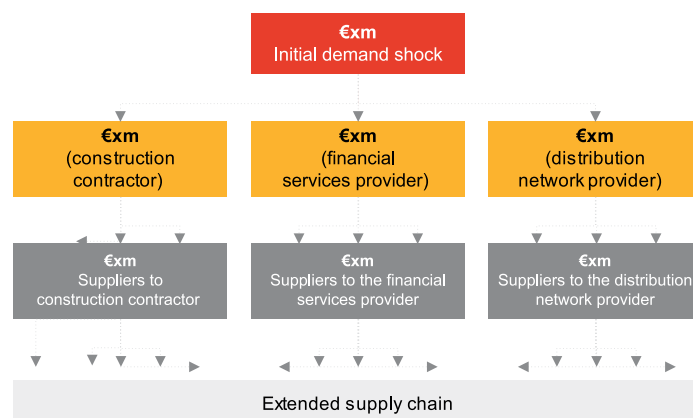 €xm
Initial demand shock
€xm
(construction
contractor)
€xm
(financial
services provider)
€xm
(distribution
network provider)
€xm
Suppliers to
construction contractor
€xm
Suppliers to the financial
services provider
€xm
Suppliers to the distribution
network provider
Extended supply chain